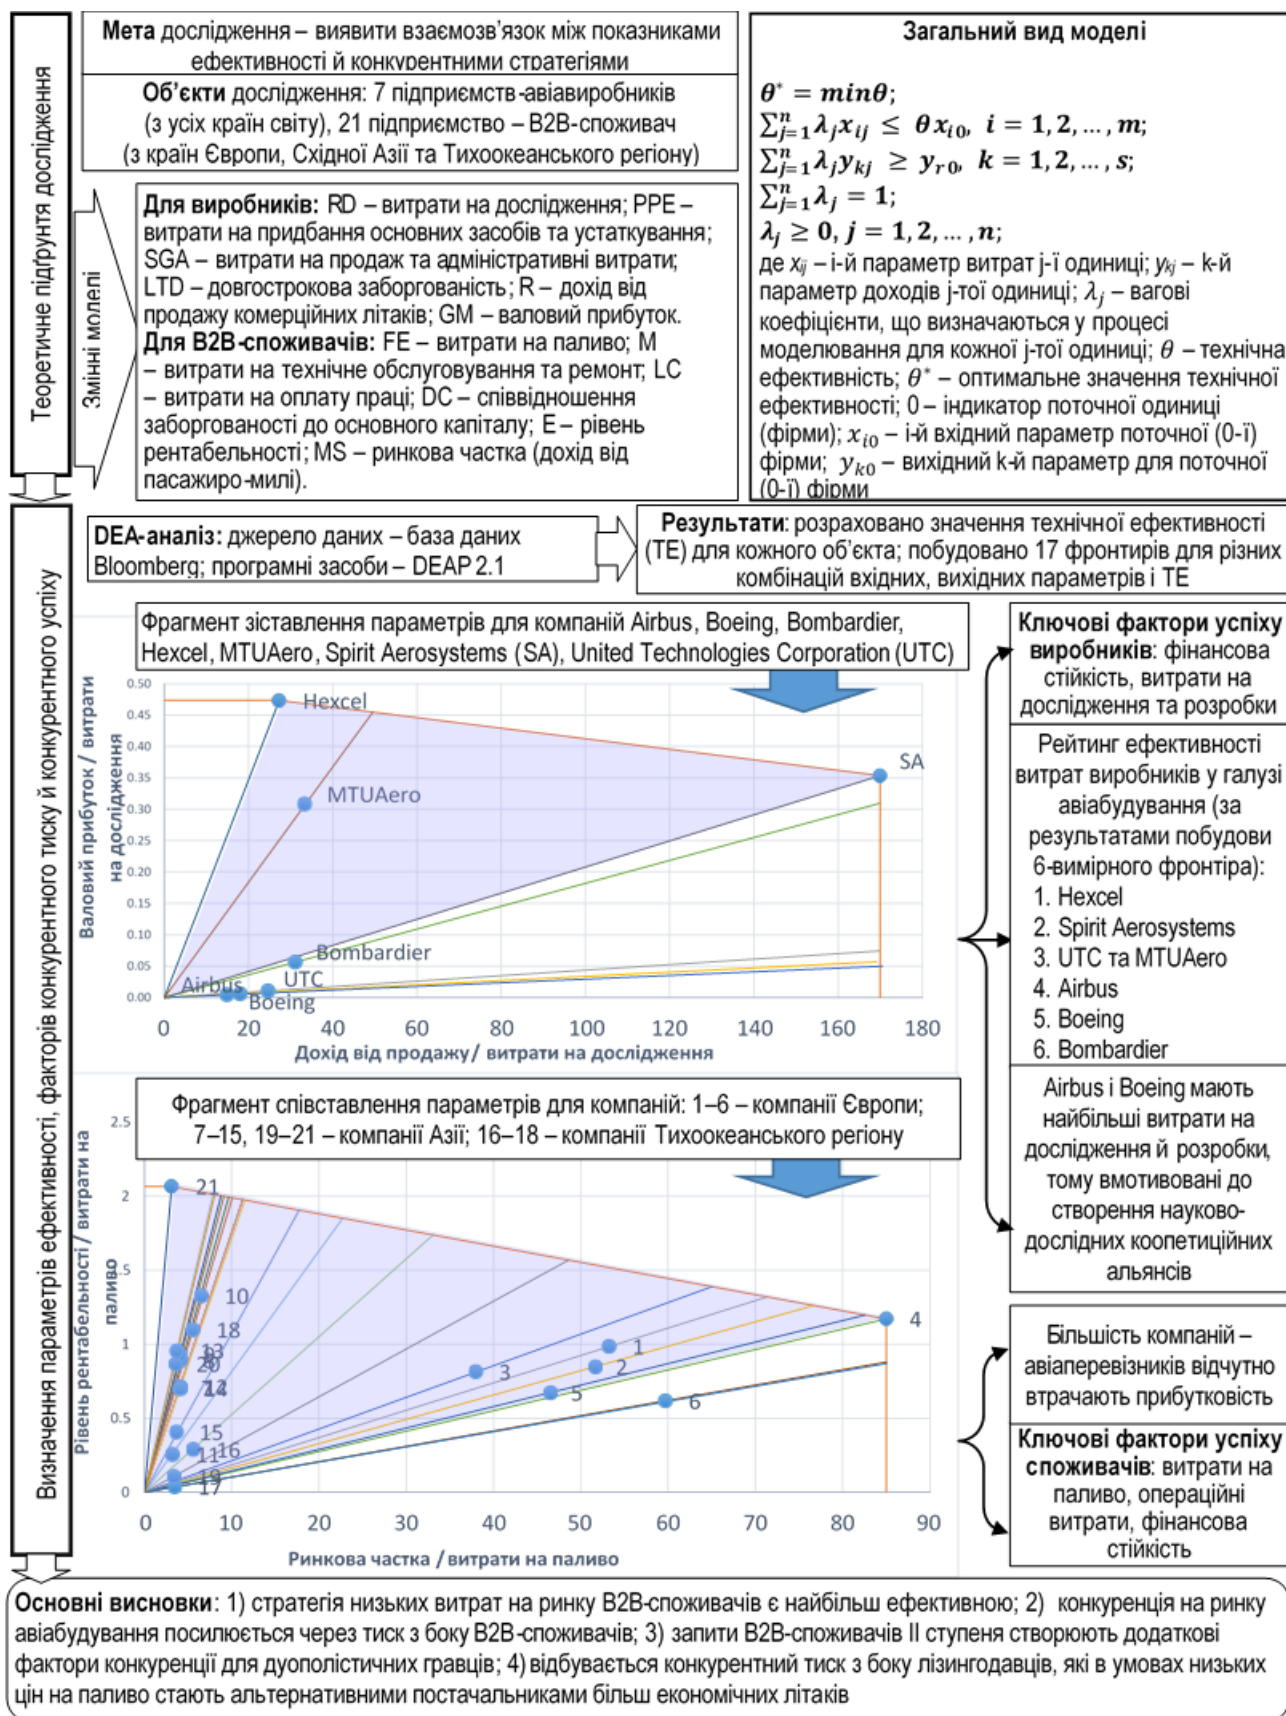 Теоретичне підґрунтя дослідження
Мета дослідження – виявити взаємозв'язок між показниками
ефективності й конкурентними стратегіями
Об'єкти дослідження: 7 підприємств-авіавиробників
(з усіх країн світу), 21 підприємство – B2B-споживач
(з країн Європи, Східної Азії та Тихоокеанського регіону)
Змінні моделі
Для виробників: RD – витрати на дослідження; PPE –
витрати на придбання основних засобів та устаткування;
SGA – витрати на продаж та адміністративні витрати;
LTD – довгострокова заборгованість; R – дохід від
продажу комерційних літаків; GM – валовий прибуток.
Для B2B-споживачів: FE – витрати на паливо; M
– витрати на технічне обслуговування та ремонт; LC
– витрати на оплату праці; DC – співвідношення
заборгованості до основного капіталу; E – рівень
рентабельності; MS – ринкова частка (дохід від
пасажиро-милі).
Загальний вид моделі
θ* = minθ;
∑ⁿⱼ₌₁ λⱼxᵢⱼ ≤ θxᵢ₀, i = 1, 2, ..., m;
∑ⁿⱼ₌₁ λⱼyₖⱼ ≥ yᵣ₀, k = 1, 2, ..., s;
∑ⁿⱼ₌₁ λⱼ = 1;
λⱼ ≥ 0, j = 1, 2, ..., n;
де xᵢⱼ – і-й параметр витрат j-ї одиниці; yₖⱼ – k-й
параметр доходів j-тої одиниці; λⱼ – вагові
коефіцієнти, що визначаються у процесі
моделювання для кожної j-тої одиниці; θ – технічна
ефективність; θ* – оптимальне значення технічної
ефективності; 0 – індикатор поточної одиниці
(фірми); xᵢ₀ – і-й вхідний параметр поточної (0-ї)
фірми; yₖ₀ – вихідний k-й параметр для поточної
(0-ї) фірми
Визначення параметрів ефективності, факторів конкурентного тиску й конкурентного успіху
DEA-аналіз: джерело даних – база даних
Bloomberg; програмні засоби – DEAP 2.1
Результати: розраховано значення технічної ефективності
(ТЕ) для кожного об'єкта; побудовано 17 фронтирів для різних
комбінацій вхідних, вихідних параметрів і ТЕ
Фрагмент зіставлення параметрів для компаній Airbus, Boeing, Bombardier,
Hexcel, MTUAero, Spirit Aerosystems (SA), United Technologies Corporation (UTC)
Валовий прибуток / витрати
на дослідження
0.50
0.45
0.40
0.35
0.30
0.25
0.20
0.15
0.10
0.05
0.00
Hexcel
SA
MTUAero
Bombardier
UTC
Airbus
Boeing
0 20 40 60 80 100 120 140 160 180
Дохід від продажу/ витрати на дослідження
Фрагмент співставлення параметрів для компаній: 1–6 – компанії Європи;
7–15, 19–21 – компанії Азії; 16–18 – компанії Тихоокеанського регіону
Рівень рентабельності / витрати на
паливо
2.5
2
1.5
1
0.5
0
21
10
18
13
20
14
15
16
11
19
17
3
1
2
5
6
4
0 10 20 30 40 50 60 70 80 90
Ринкова частка / витрати на паливо
Ключові фактори успіху
виробників: фінансова
стійкість, витрати на
дослідження та розробки
Рейтинг ефективності
витрат виробників у галузі
авіабудування (за
результатами побудови
6-вимірного фронтіра):
1. Hexcel
2. Spirit Aerosystems
3. UTC та MTUAero
4. Airbus
5. Boeing
6. Bombardier
Airbus і Boeing мають
найбільші витрати на
дослідження й розробки,
тому вмотивовані до
створення науково-
дослідних коопетиційних
альянсів
Більшість компаній –
авіаперевізників відчутно
втрачають прибутковість
Ключові фактори успіху
споживачів: витрати на
паливо, операційні
витрати, фінансова
стійкість
Основні висновки: 1) стратегія низьких витрат на ринку B2B-споживачів є найбільш ефективною; 2) конкуренція на ринку
авіабудування посилюється через тиск з боку B2B-споживачів; 3) запити B2B-споживачів II ступеня створюють додаткові
фактори конкуренції для дуополістичних гравців; 4) відбувається конкурентний тиск з боку лізингодавців, які в умовах низьких
цін на паливо стають альтернативними постачальниками більш економічних літаків